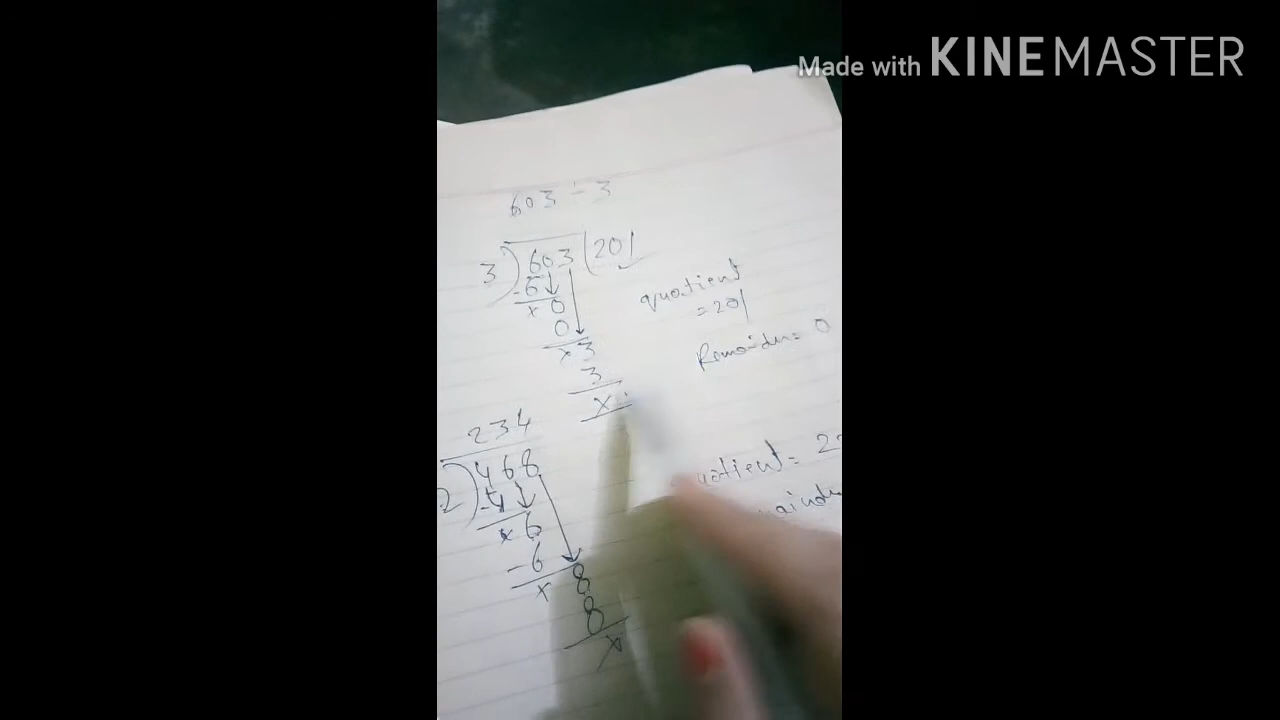 Made with KINEMASTER
603 ÷ 3
3)603(201
-6
x0
0
x3
3
x
quotient
= 201
Remainder = 0
234
2)468
-4
x6
-6
x8
8
x